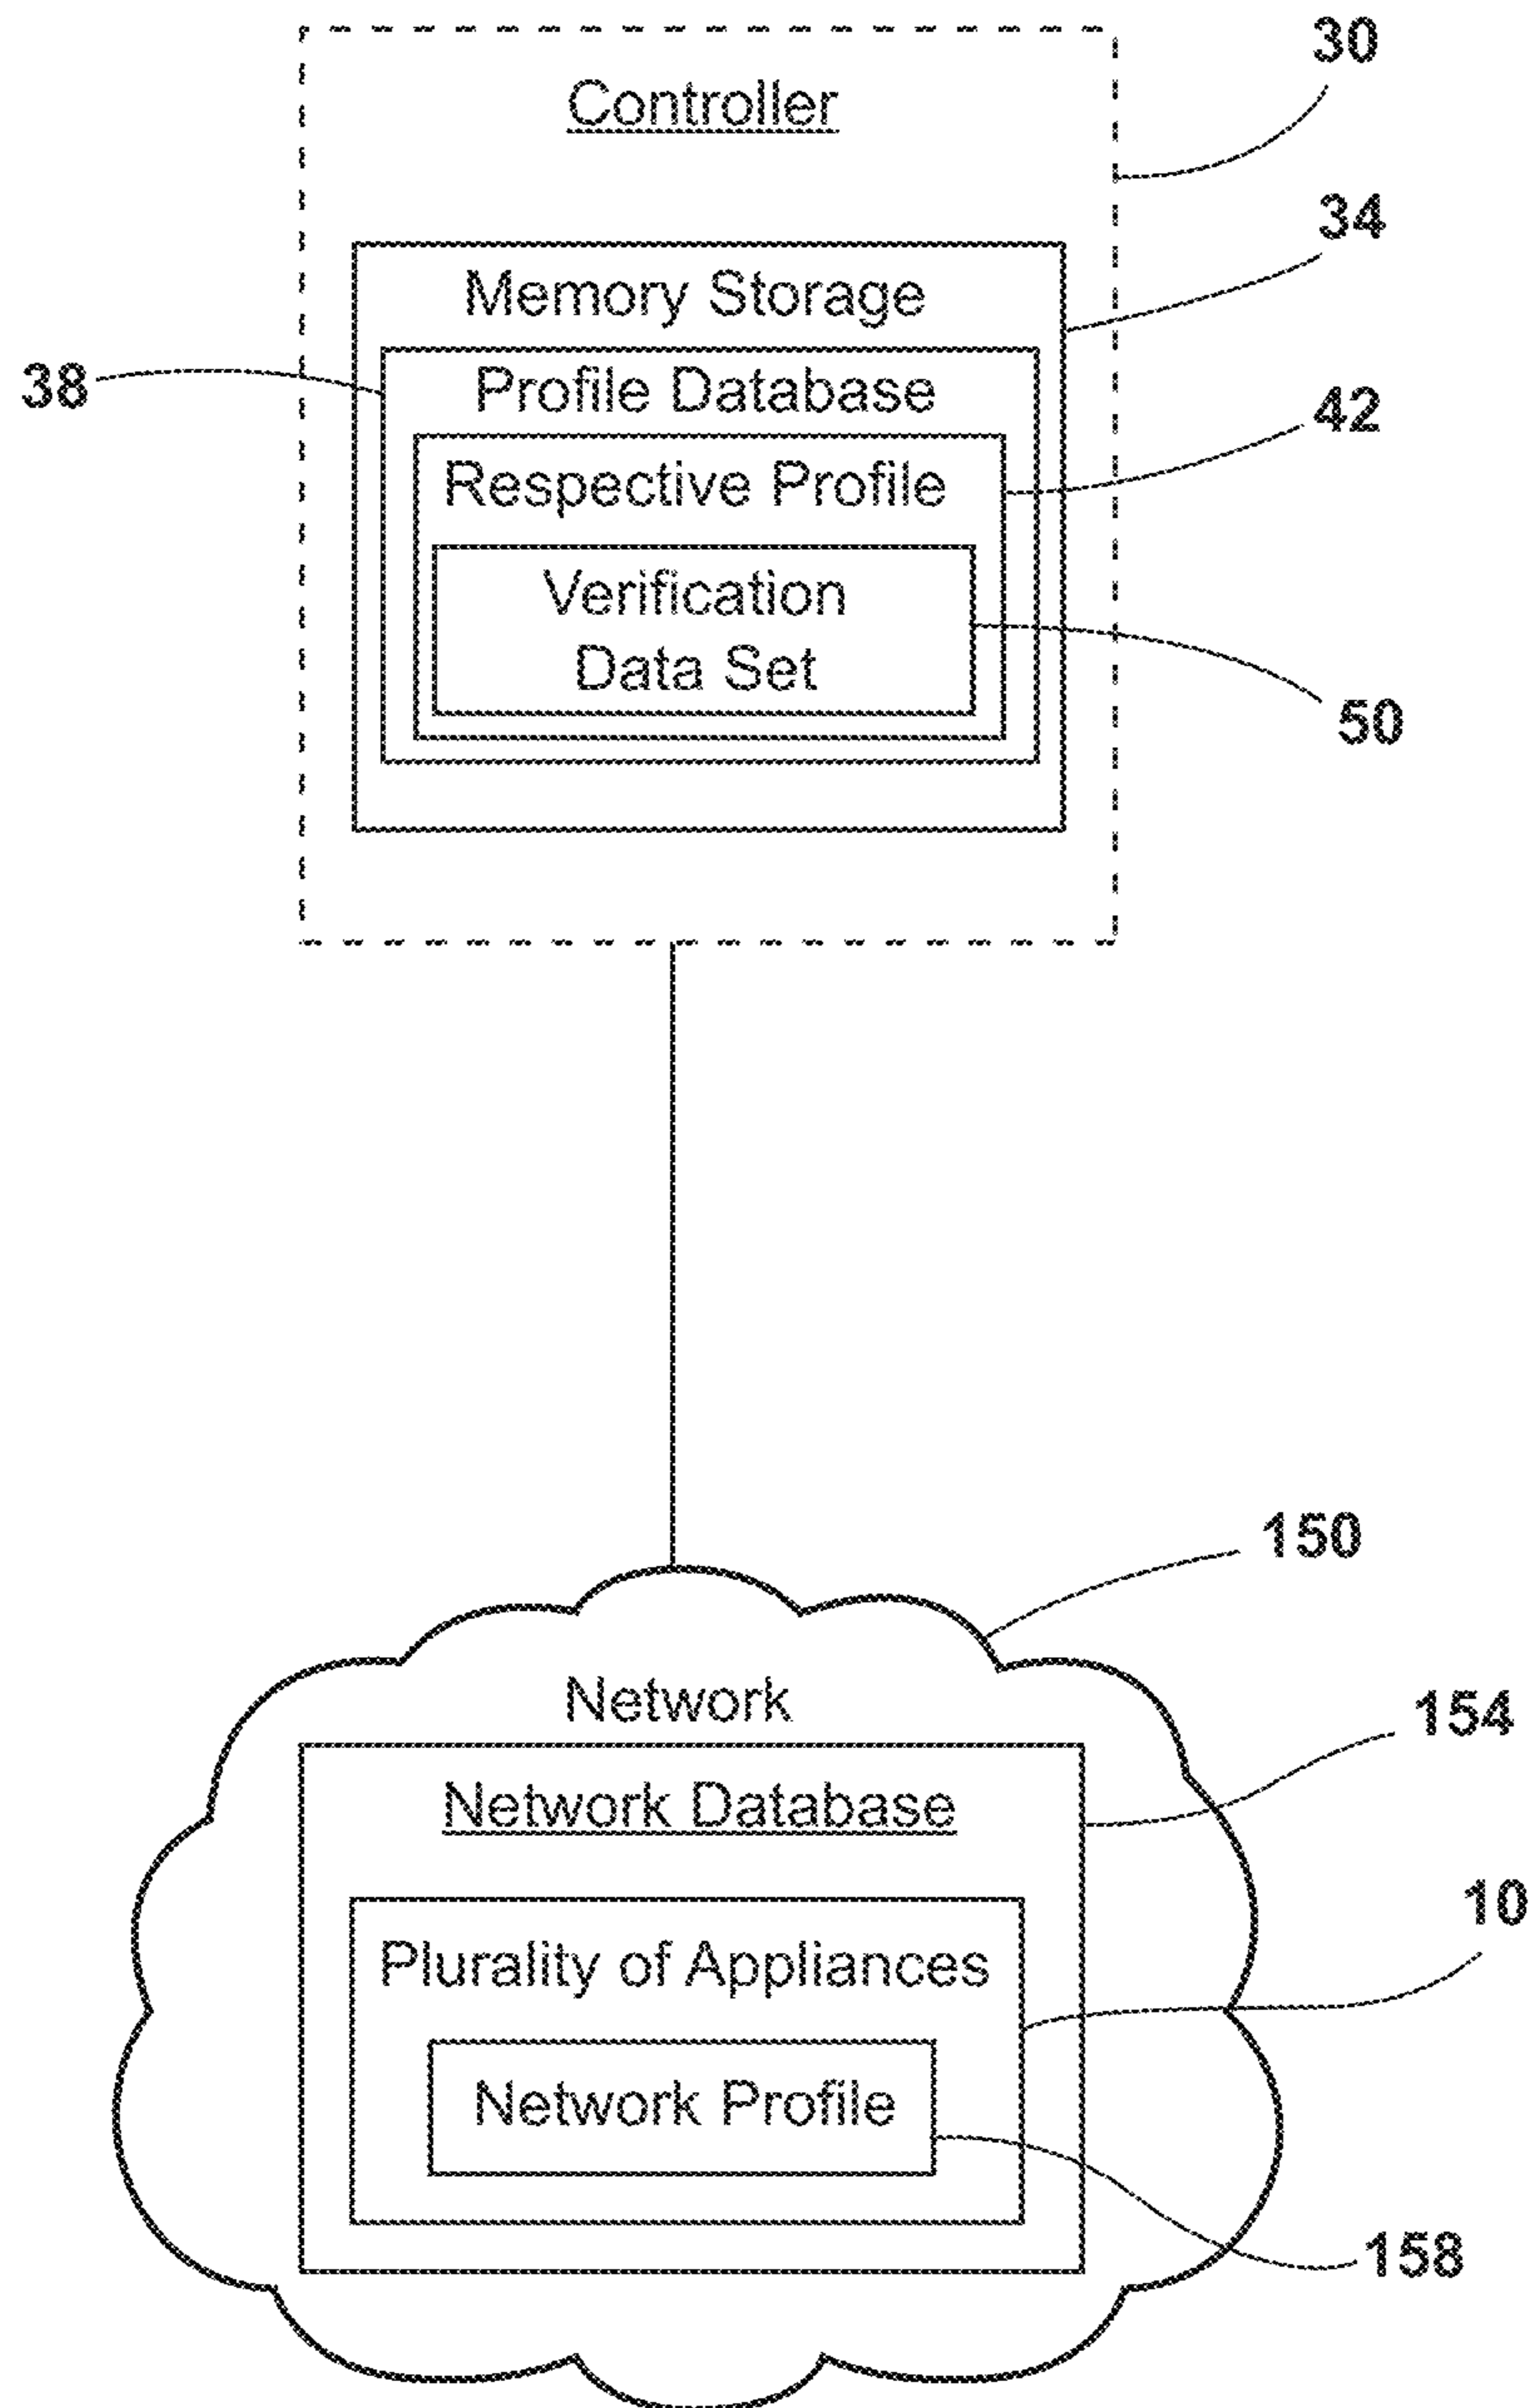 30
Controller
34
Memory Storage
38
Profile Database
42
Respective Profile
Verification
Data Set
50
150
Network
154
Network Database
10
Plurality of Appliances
Network Profile
158